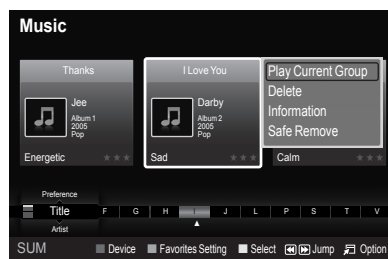 Music
Thanks
Jee
Album 1
2005
Pop
Energetic
I Love You
Darby
Album 2
2005
Pop
Sad
Play Current Group
Delete
Information
Safe Remove
Calm
Preference
Title F G H I J L P S T V
Artist
SUM Device Favorites Setting Select Jump Option